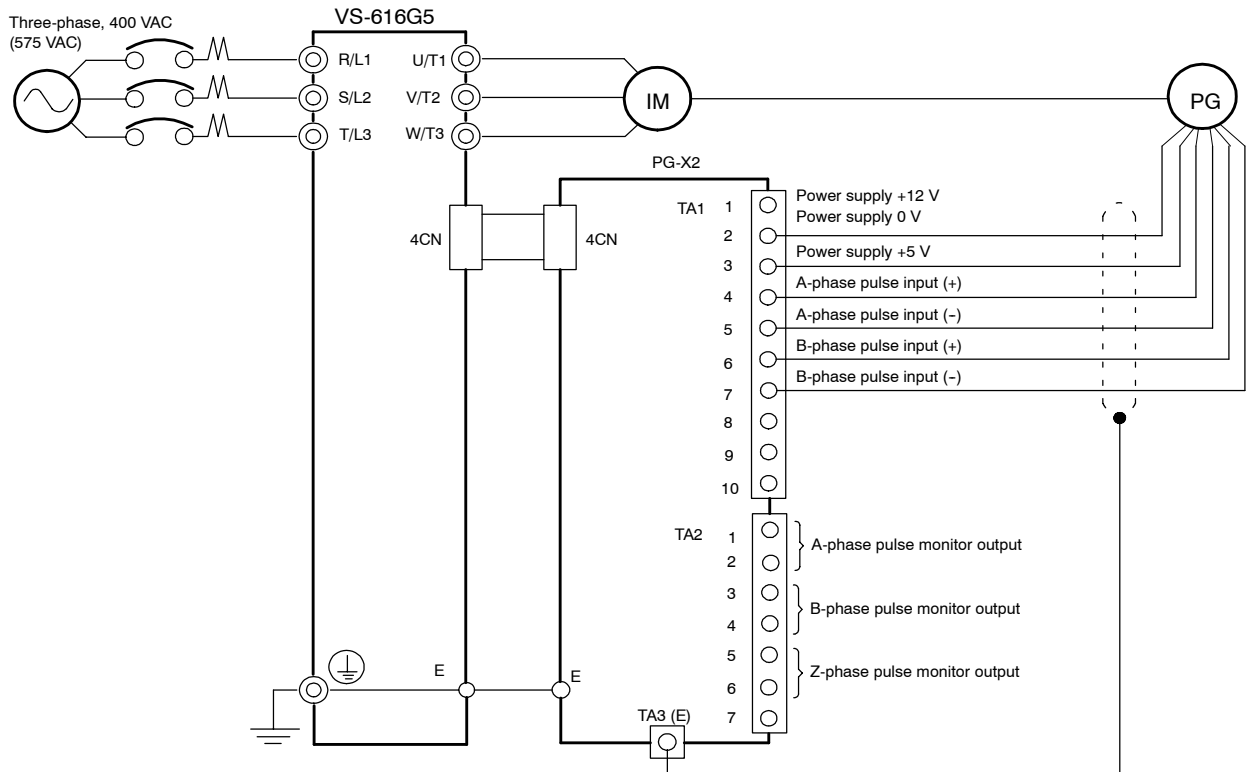 Three-phase, 400 VAC
(575 VAC)
VS-616G5
R/L1
U/T1
S/L2
V/T2
T/L3
W/T3
IM
PG
PG-X2
4CN
4CN
TA1
1
Power supply +12 V
Power supply 0 V
2
Power supply +5 V
3
A-phase pulse input (+)
4
A-phase pulse input (–)
5
B-phase pulse input (+)
6
B-phase pulse input (–)
7
8
9
10
TA2
1
A-phase pulse monitor output
2
3
B-phase pulse monitor output
4
5
Z-phase pulse monitor output
6
7
E
E
TA3 (E)